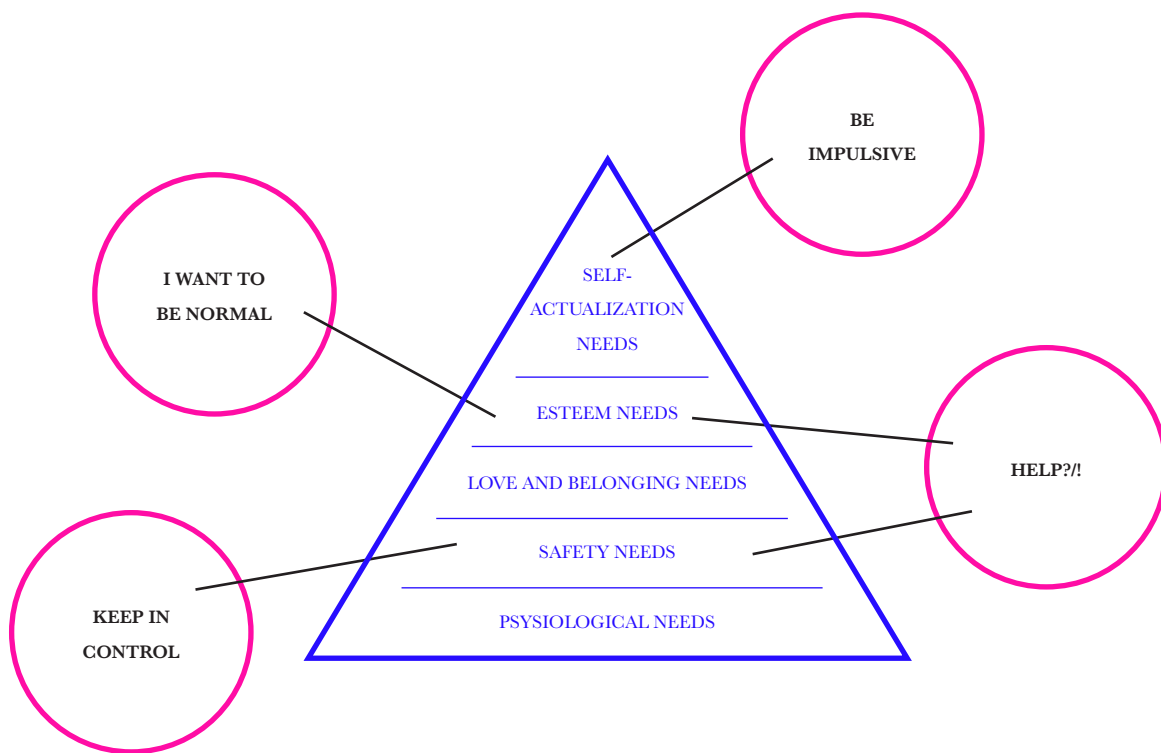 BE
IMPULSIVE
I WANT TO
BE NORMAL
SELF-
ACTUALIZATION
NEEDS
ESTEEM NEEDS
LOVE AND BELONGING NEEDS
HELP?/!
SAFETY NEEDS
KEEP IN
CONTROL
PSYSIOLOGICAL NEEDS